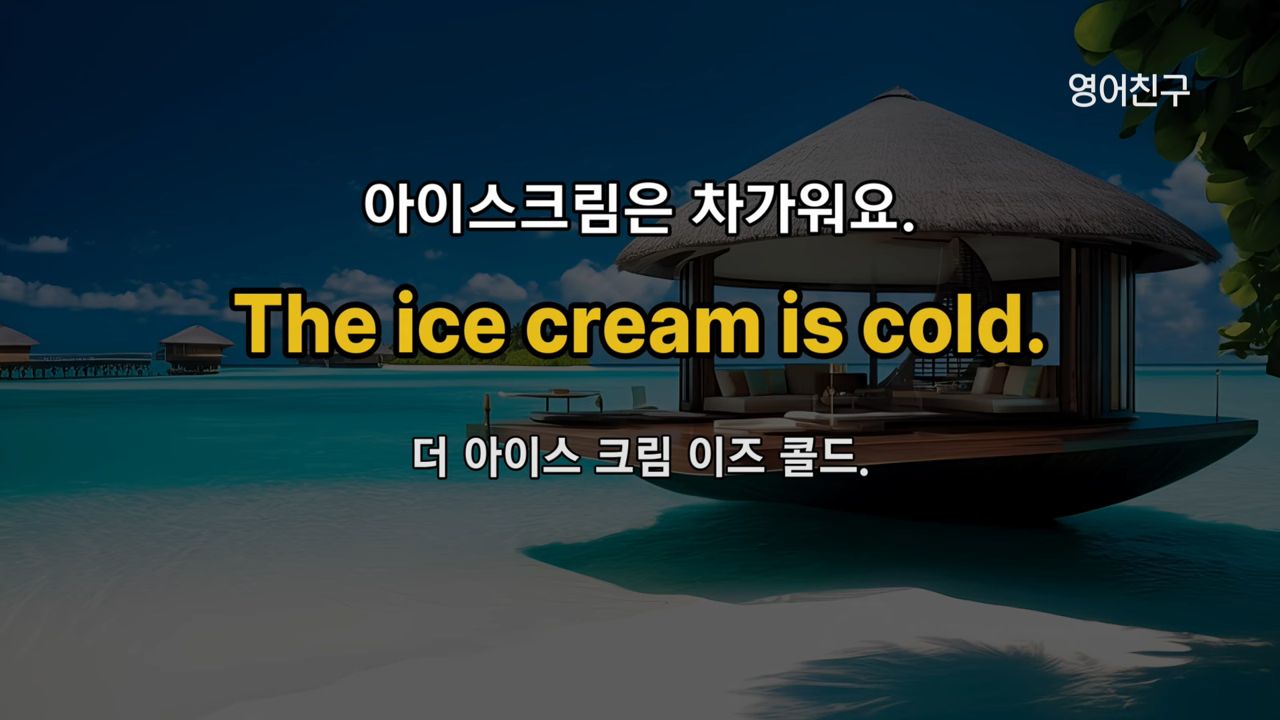 영어친구
아이스크림은 차가워요.
The ice cream is cold.
더 아이스 크림 이즈 콜드.